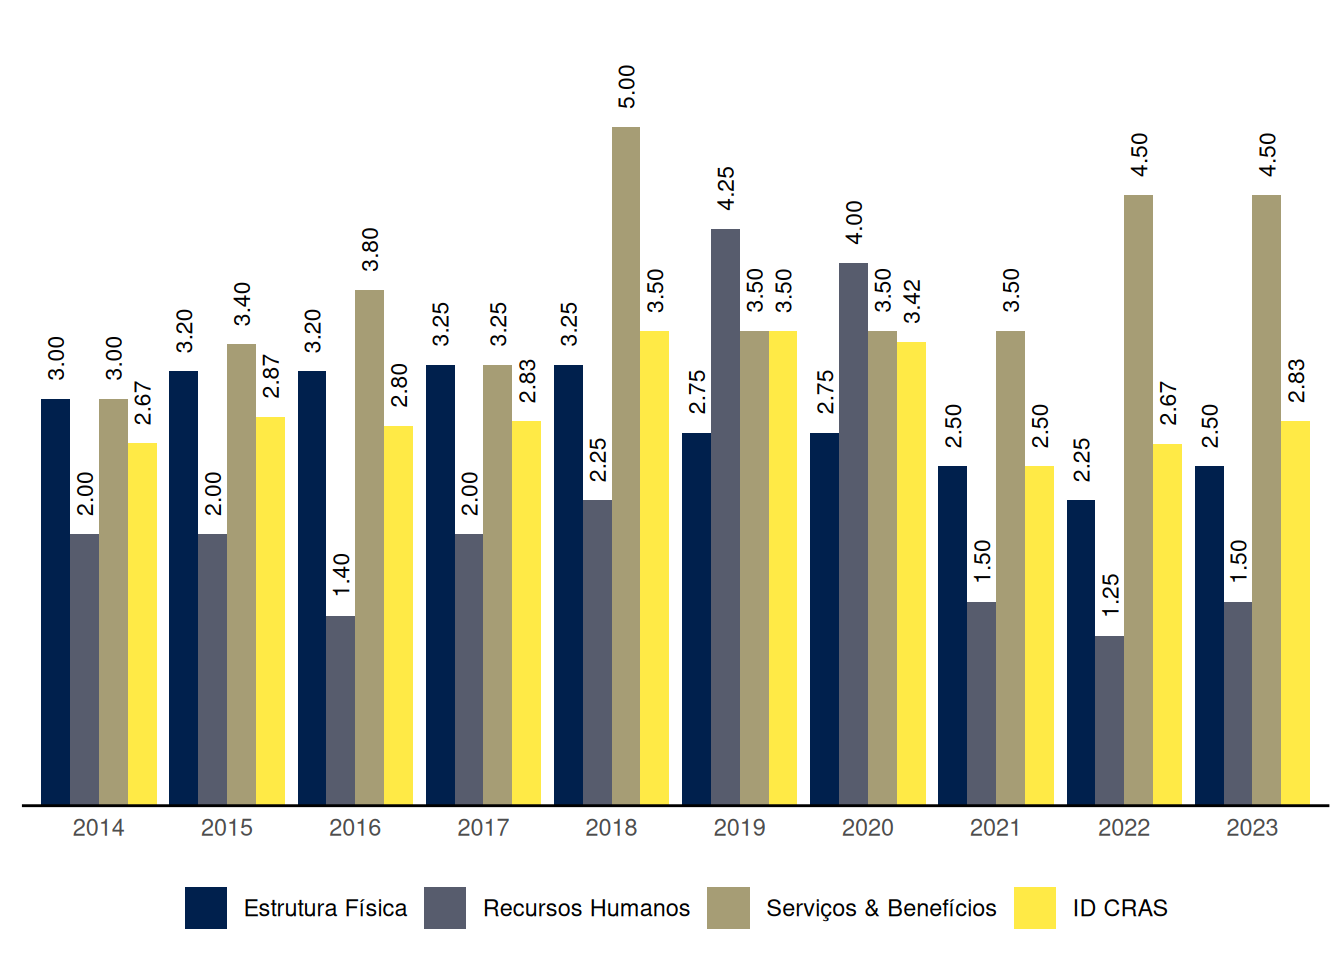 3.00 2.00 3.00 2.67
3.20 2.00 3.40 2.87
3.20 1.40 3.80 2.80
3.25 2.00 3.25 2.83
3.25 2.25 5.00 3.50
2.75 4.25 3.50 3.50
2.75 4.00 3.50 3.42
2.50 1.50 3.50 2.50
2.25 1.25 4.50 2.67
2.50 1.50 4.50 2.83
2014 2015 2016 2017 2018 2019 2020 2021 2022 2023
Estrutura Física Recursos Humanos Serviços & Benefícios ID CRAS